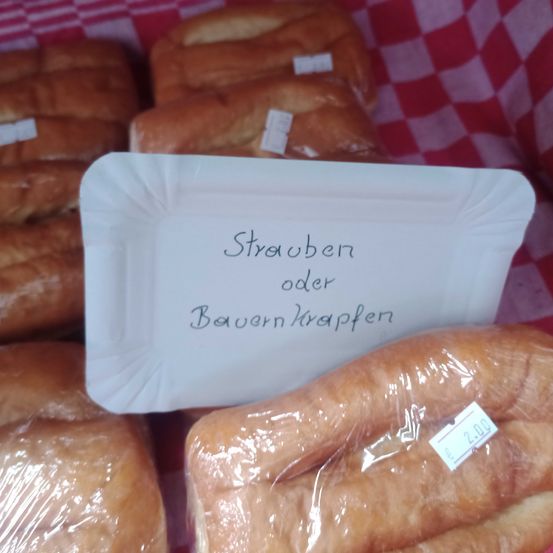 Strauben
oder
Bauernkrapfen
€ 2.00